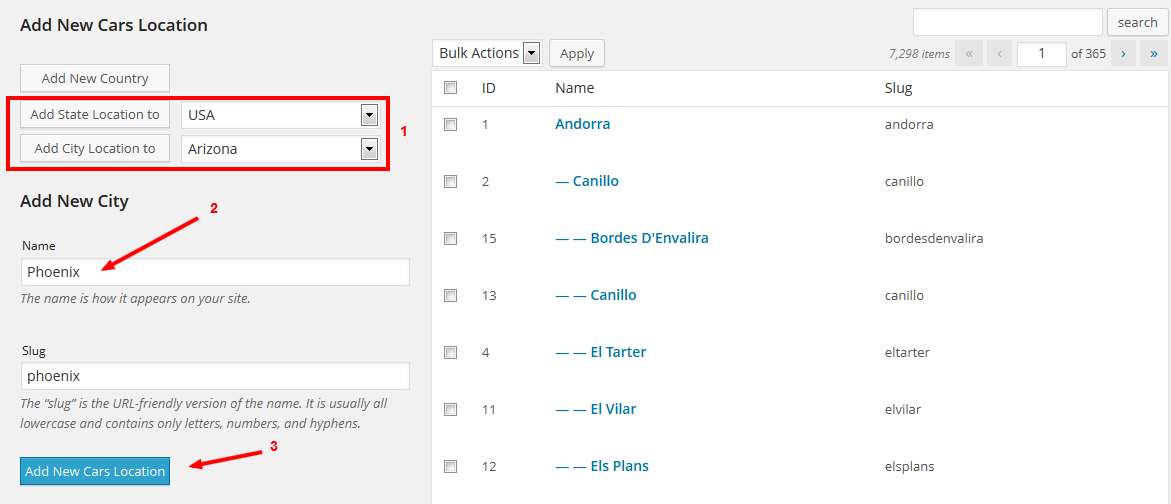 Add New Cars Location
search
Bulk Actions
Apply
7,298 items
«
‹
1
of 365
›
»
Add New Country
Add State Location to
USA
Add City Location to
Arizona
1
Add New City
2
Name
Phoenix
The name is how it appears on your site.
Slug
phoenix
The “slug” is the URL-friendly version of the name. It is usually all
lowercase and contains only letters, numbers, and hyphens.
3
Add New Cars Location
ID Name Slug
1 Andorra andorra
2 — Canillo canillo
15 — — Bordes D'Envalira bordesdenvalira
13 — — Canillo canillo
4 — — El Tarter eltarter
11 — — El Vilar elvilar
12 — — Els Plans elsplans